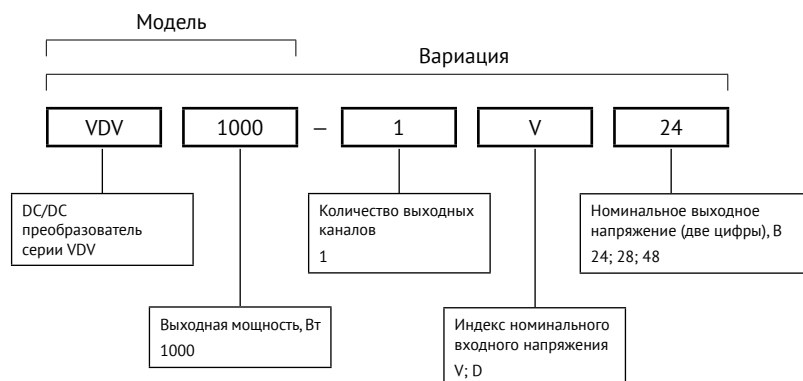 Модель
Вариация
VDV 1000 – 1 V 24
DC/DC
преобразователь
серии VDV
Количество выходных
каналов
1
Номинальное выходное
напряжение (две цифры), В
24; 28; 48
Выходная мощность, Вт
1000
Индекс номинального
входного напряжения
V; D